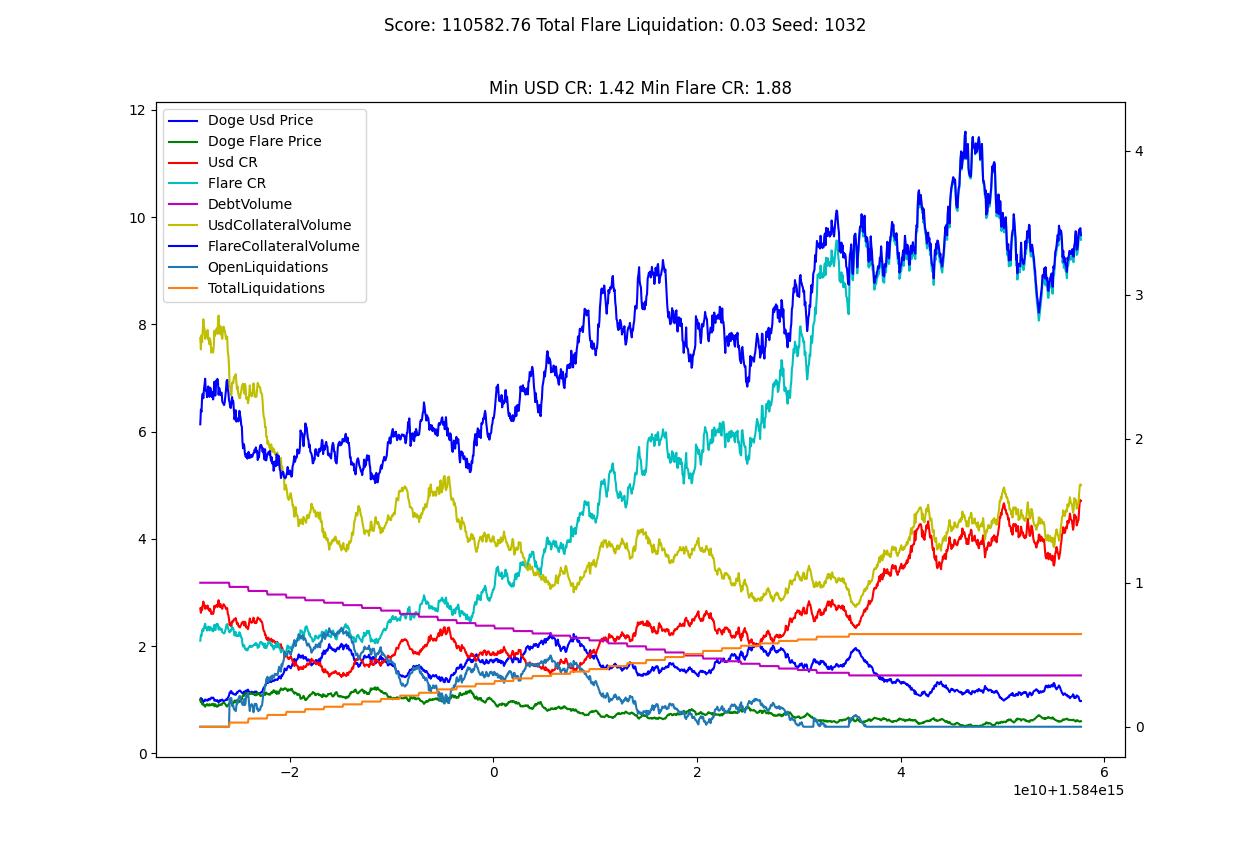 Score: 110582.76 Total Flare Liquidation: 0.03 Seed: 1032
Min USD CR: 1.42 Min Flare CR: 1.88
Doge Usd Price
Doge Flare Price
Usd CR
Flare CR
DebtVolume
UsdCollateralVolume
FlareCollateralVolume
OpenLiquidations
TotalLiquidations
12
10
8
6
4
2
0
4
3
2
1
0
−2
0
2
4
6
1e10+1.584e15